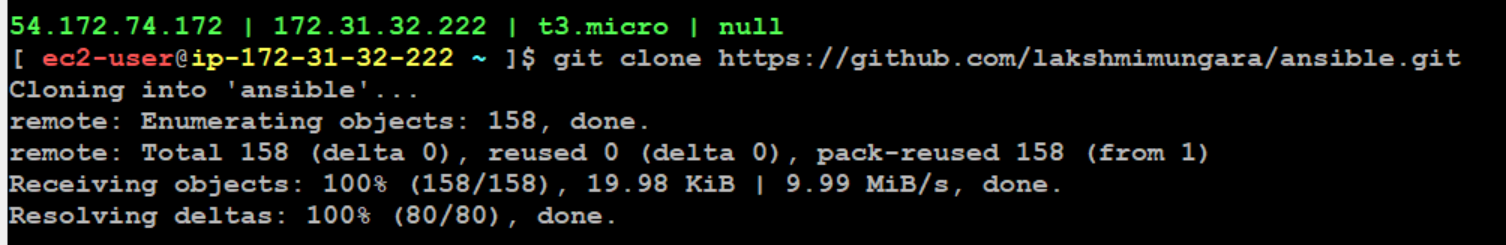 54.172.74.172 | 172.31.32.222 | t3.micro | null
[ ec2-user@ip-172-31-32-222 ~ ]$ git clone https://github.com/lakshmimungara/ansible.git
Cloning into 'ansible'...
remote: Enumerating objects: 158, done.
remote: Total 158 (delta 0), reused 0 (delta 0), pack-reused 158 (from 1)
Receiving objects: 100% (158/158), 19.98 KiB | 9.99 MiB/s, done.
Resolving deltas: 100% (80/80), done.